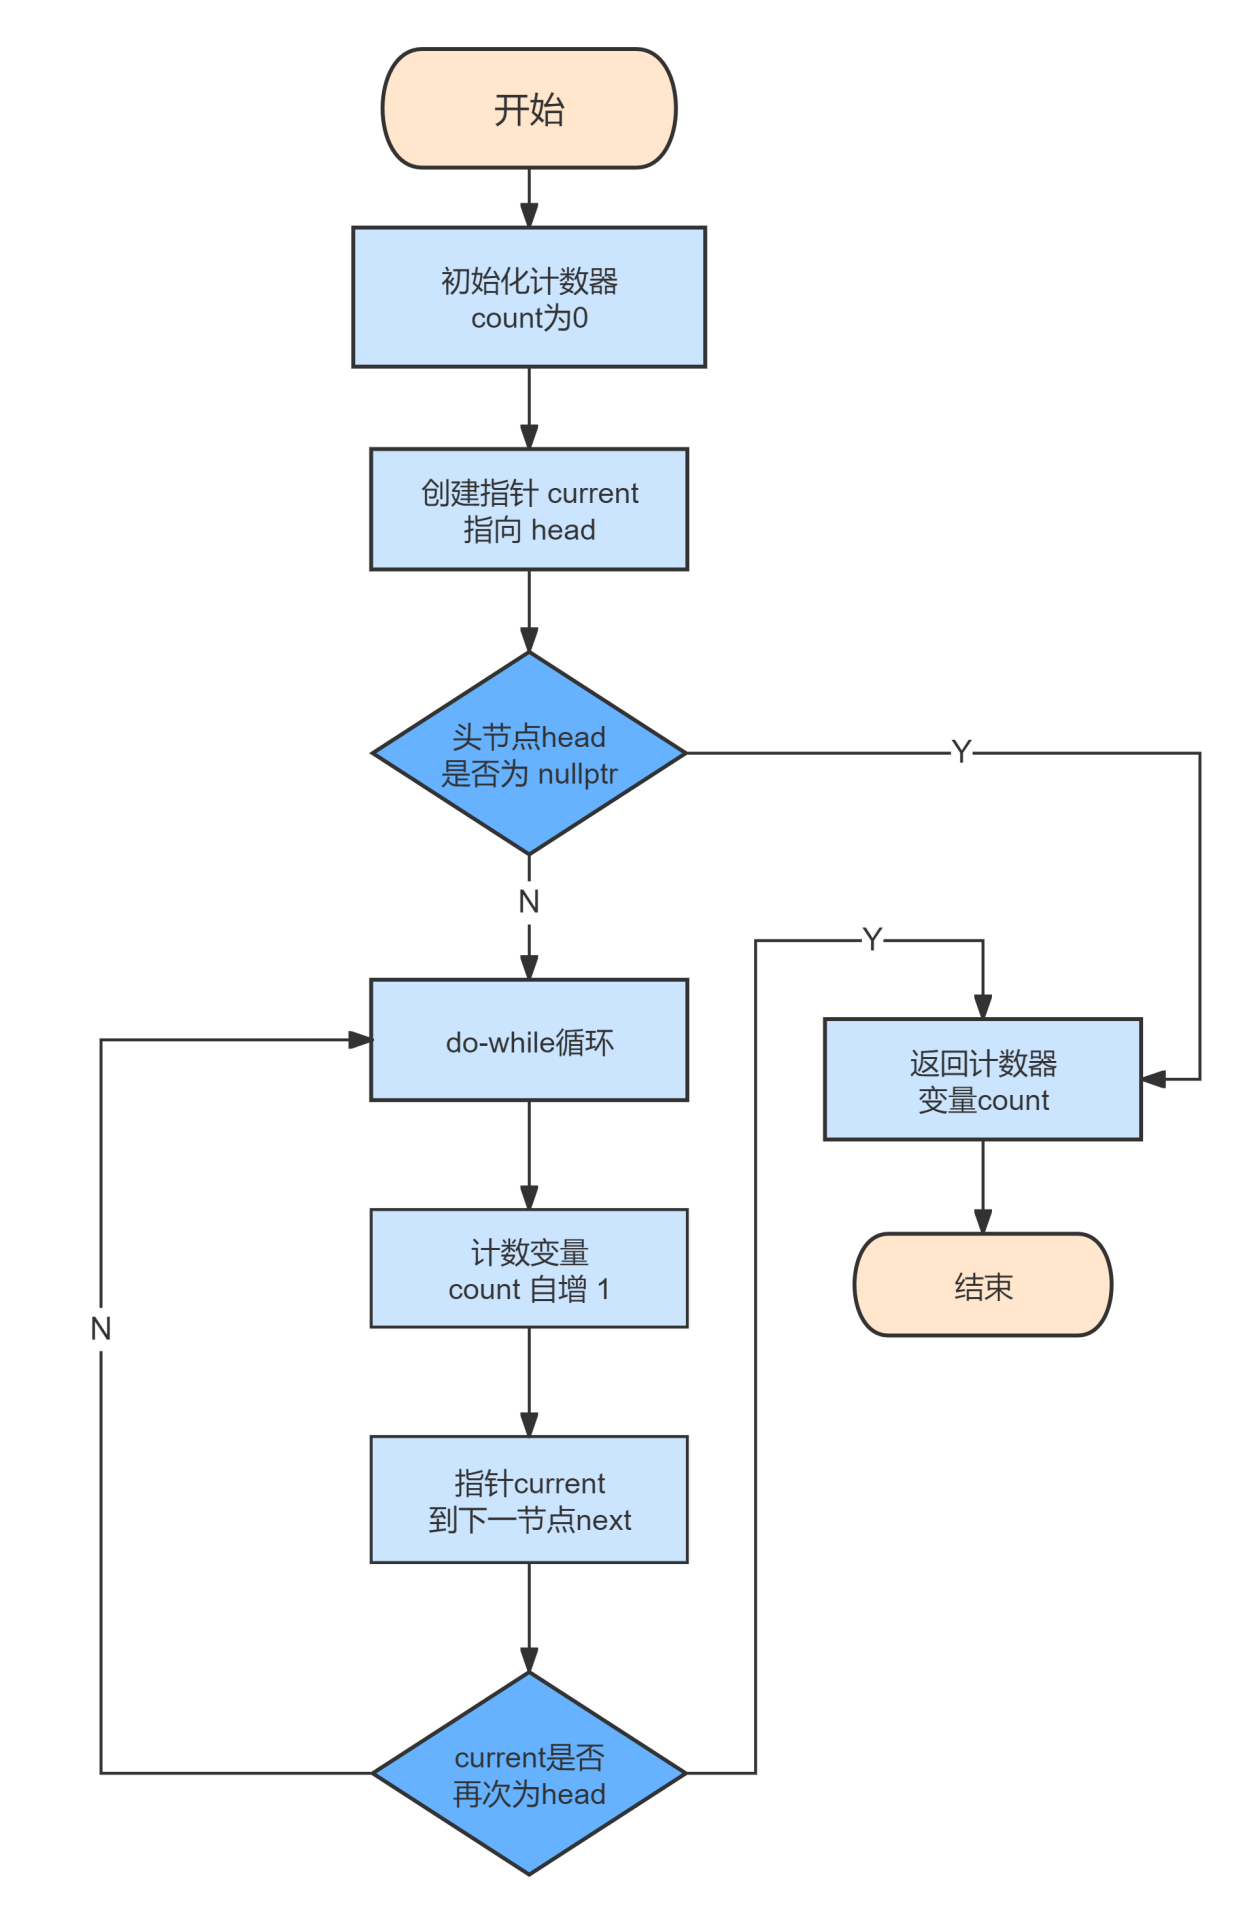 开始
初始化计数器
count为0
创建指针 current
指向 head
头节点head
是否为 nullptr
Y
N
Y
do-while循环
返回计数器
变量count
计数变量
count 自增 1
结束
N
指针current
到下一节点next
current是否
再次为head